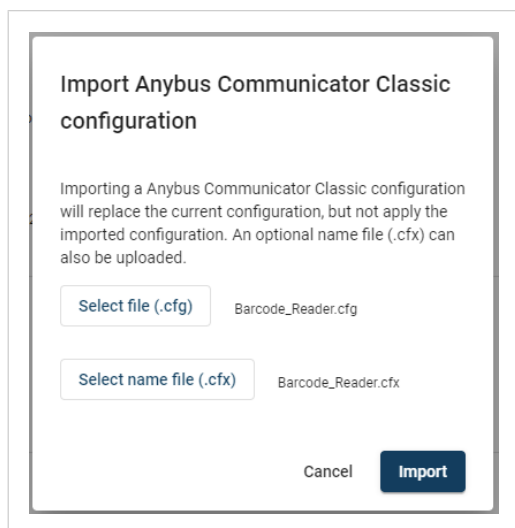 Import Anybus Communicator Classic
configuration
Importing a Anybus Communicator Classic configuration
will replace the current configuration, but not apply the
imported configuration. An optional name file (.cfx) can
also be uploaded.
Select file (.cfg) Barcode_Reader.cfg
Select name file (.cfx) Barcode_Reader.cfx
Cancel Import